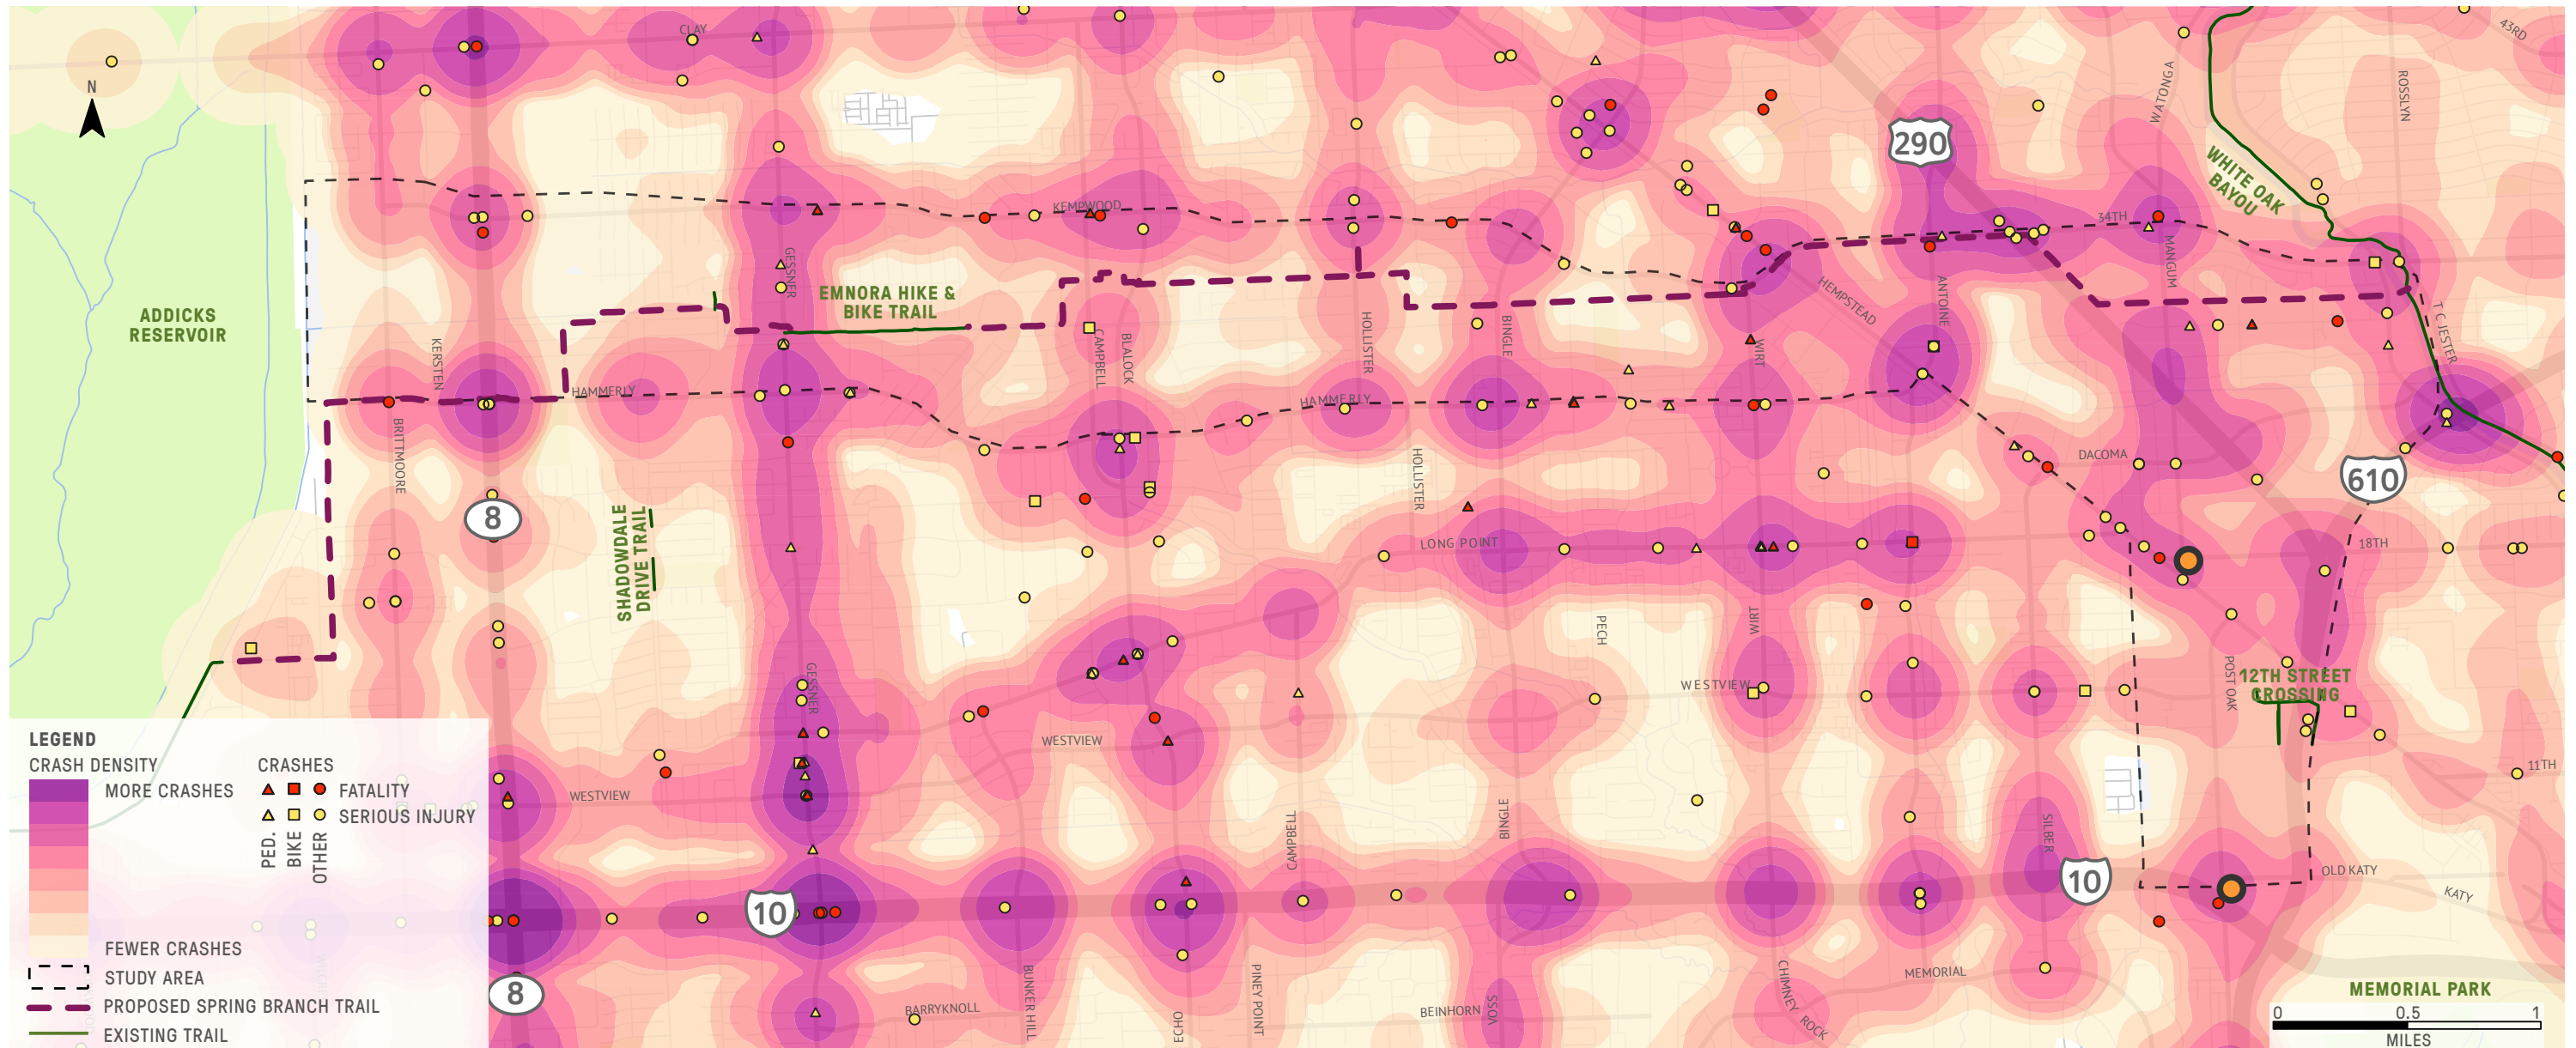 CLAY
43RD
N
WATONGA
ROSSLYN
290
WHITE OAK
BAYOU
KEMPWOOD
34TH
GESSNER
MANGUM
EMNORA HIKE &
BIKE TRAIL
HEMPSTEAD
ANTOINE
ADDICKS
RESERVOIR
KERSTEN
CAMPBELL
BLALOCK
HOLLISTER
BINGLE
WIRT
T C JESTER
HAMMERLY
HAMMERLY
BRITTMOORE
HOLLISTER
DACOMA
610
8
SHADOWDALE
DRIVE TRAIL
LONG POINT
18TH
PECH
WIRT
GESSNER
WESTVIEW
POST OAK
12TH STREET
CROSSING
WESTVIEW
11TH
WESTVIEW
CAMPBELL
BINGLE
SILBER
10
10
OLD KATY
KATY
8
BARRYKNOLL
BUNKER HILL
ECHO
PINEY POINT
BEINHORN
VOSS
CHIMNEY ROCK
MEMORIAL
MEMORIAL PARK
LEGEND
CRASH DENSITY
MORE CRASHES
FEWER CRASHES
CRASHES
FATALITY
SERIOUS INJURY
PED.
BIKE
OTHER
STUDY AREA
PROPOSED SPRING BRANCH TRAIL
EXISTING TRAIL
0 0.5 1
MILES